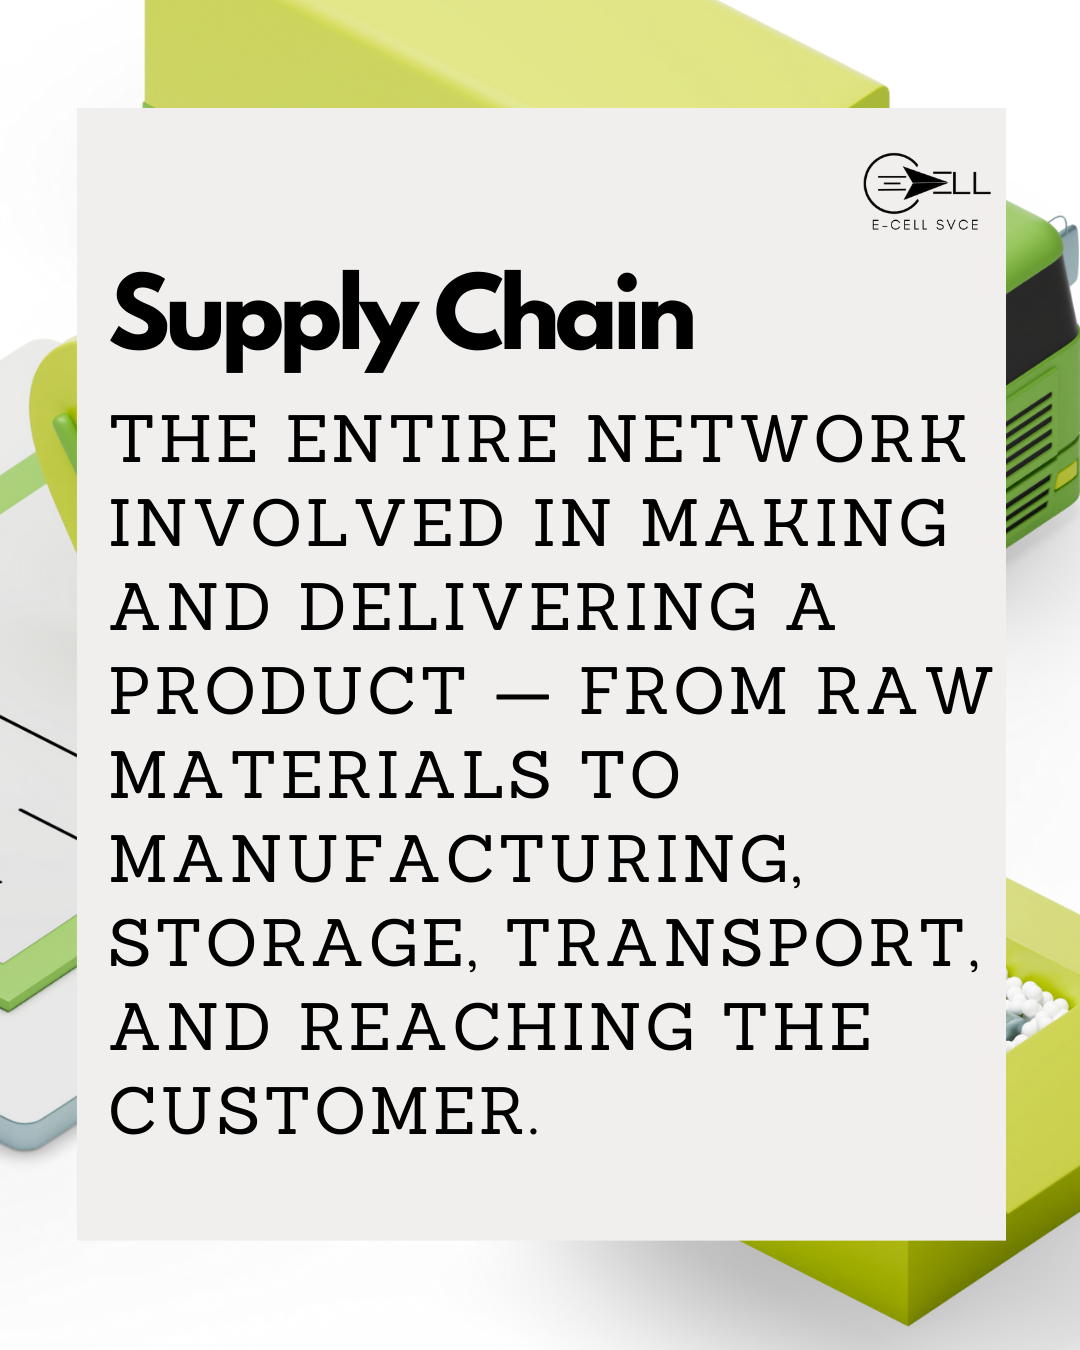 ELL
E-CELL SVCE
Supply Chain
THE ENTIRE NETWORK
INVOLVED IN MAKING
AND DELIVERING A
PRODUCT — FROM RAW
MATERIALS TO
MANUFACTURING,
STORAGE, TRANSPORT,
AND REACHING THE
CUSTOMER.